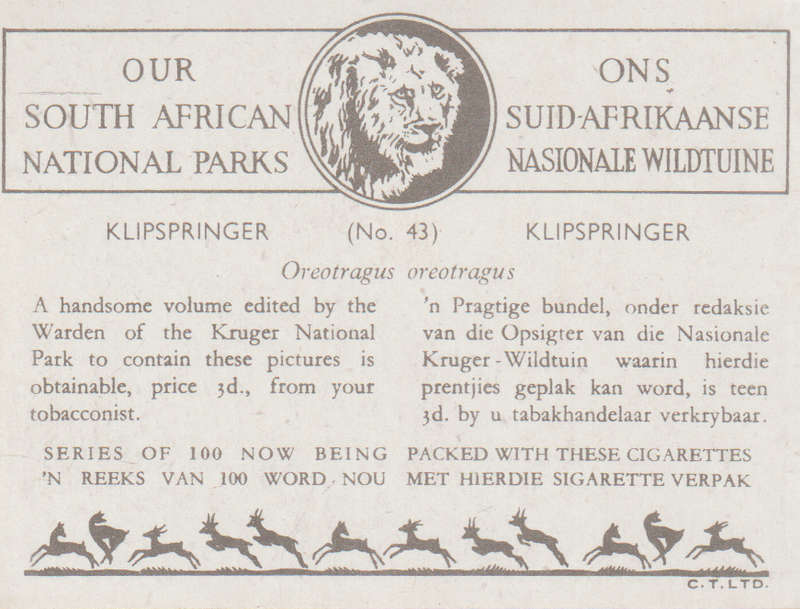 OUR
SOUTH AFRICAN
NATIONAL PARKS
ONS
SUID-AFRIKAANSE
NASIONALE WILDTUINE
KLIPSPRINGER (No. 43) KLIPSPRINGER
Oreotragus oreotragus
A handsome volume edited by the
Warden of the Kruger National
Park to contain these pictures is
obtainable, price 3d., from your
tobacconist.
'n Pragtige bundel, onder redaksie
van die Opsigter van die Nasionale
Kruger-Wildtuin waarin hierdie
prentjies geplak kan word, is teen
3d. by u tabakhandelaar verkrybaar.
SERIES OF 100 NOW BEING PACKED WITH THESE CIGARETTES
'N REEKS VAN 100 WORD NOU MET HIERDIE SIGARETTE VERPAK
C.T. LTD.